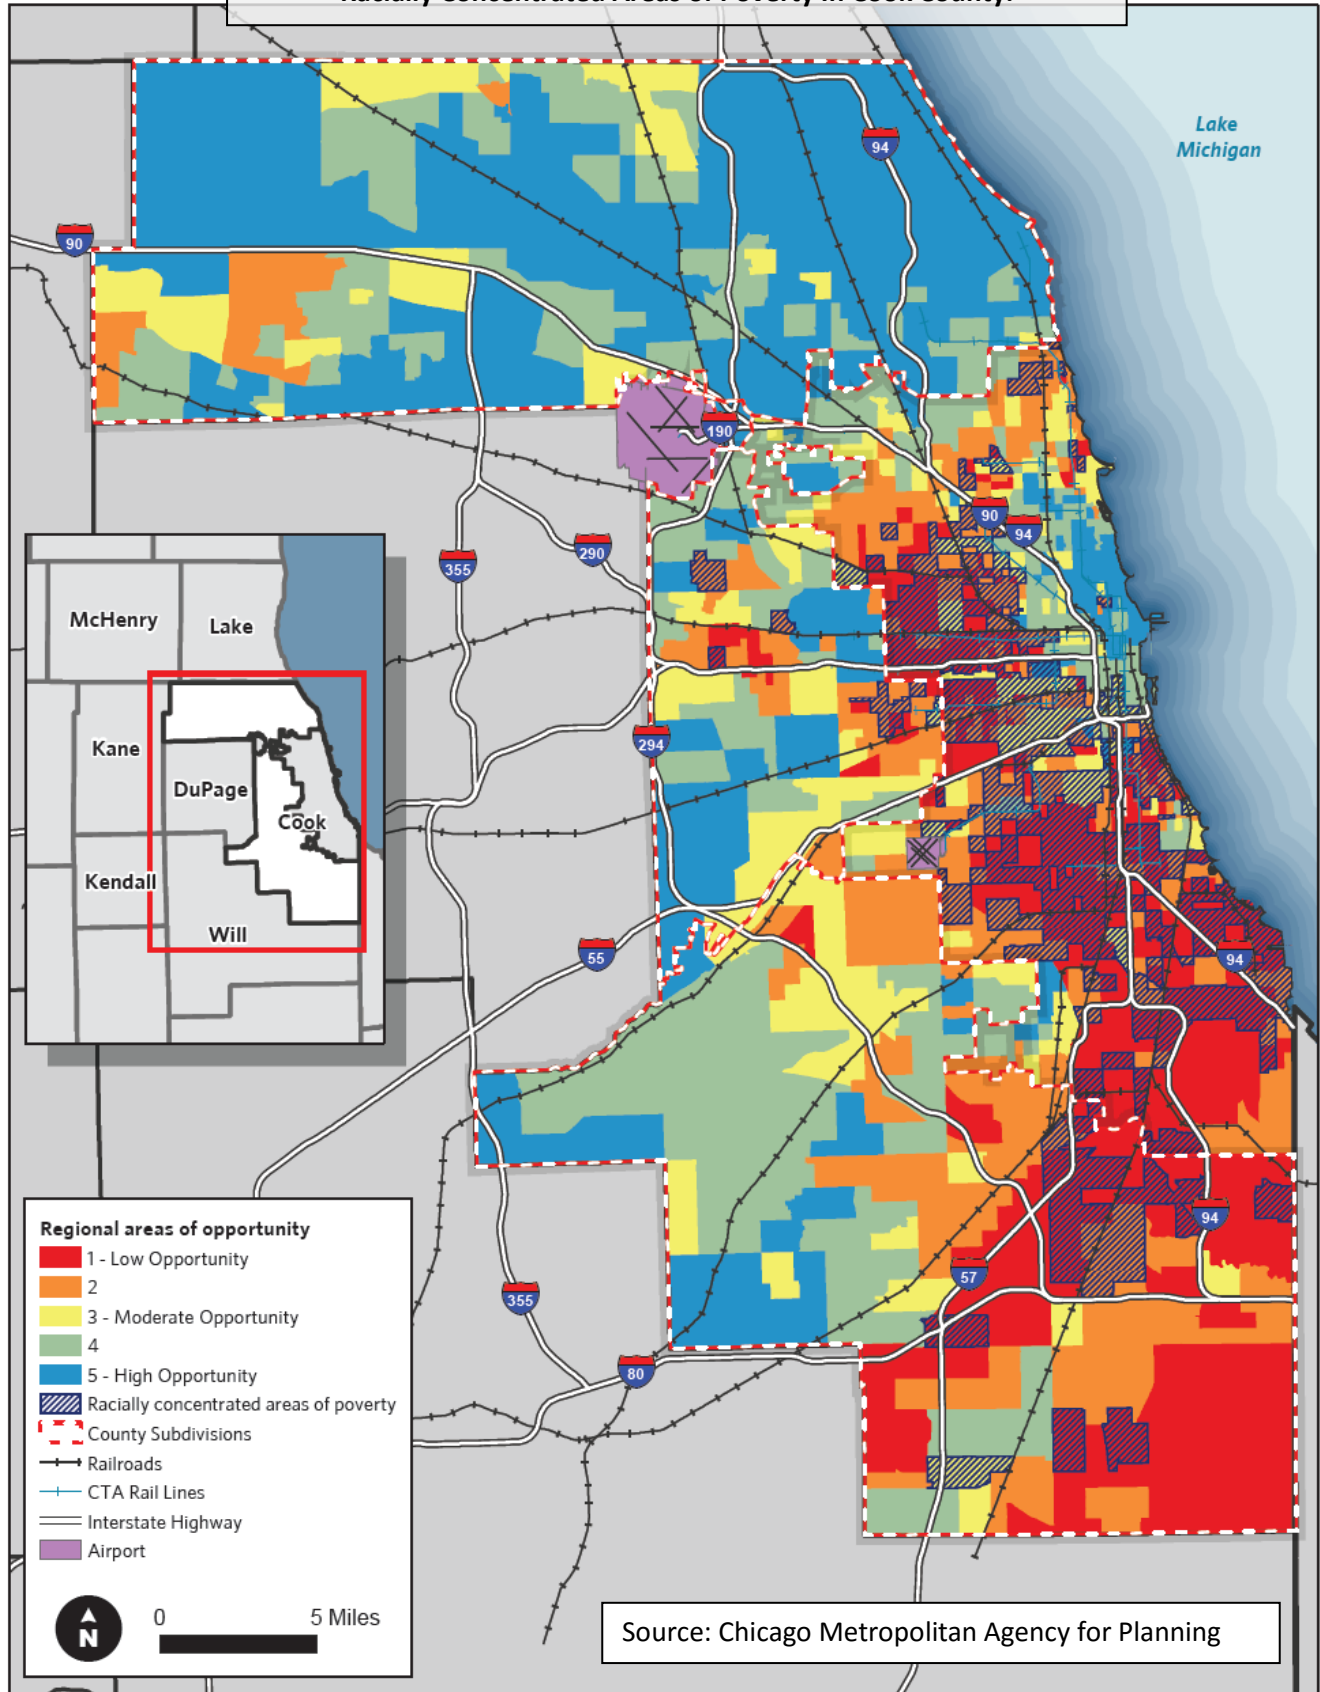 Racially Concentrated Areas of Poverty in Cook County.
Lake
Michigan
94
90
190
90
94
290
355
294
McHenry
Lake
Kane
DuPage
Cook
Kendall
Will
55
94
94
57
355
80
Regional areas of opportunity
1 - Low Opportunity
2
3 - Moderate Opportunity
4
5 - High Opportunity
Racially concentrated areas of poverty
County Subdivisions
Railroads
CTA Rail Lines
Interstate Highway
Airport
N
0 5 Miles
Source: Chicago Metropolitan Agency for Planning